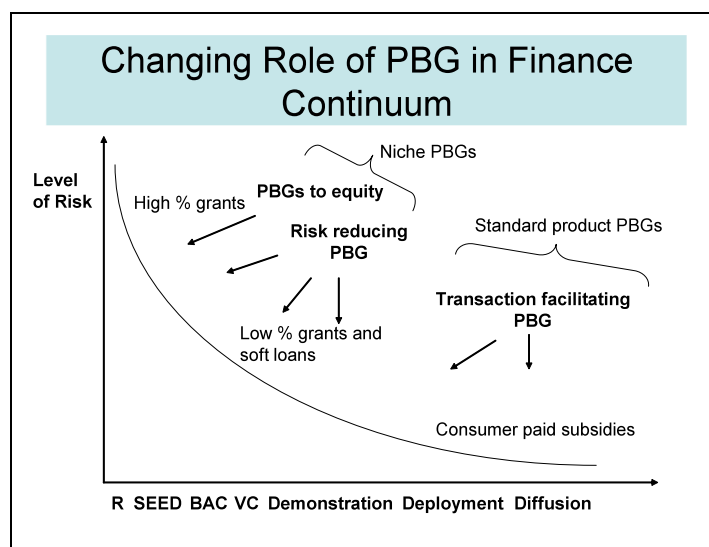 Changing Role of PBG in Finance
Continuum
Niche PBGs
Level
of Risk
High % grants
PBGs to equity
Risk reducing
PBG
Standard product PBGs
Transaction facilitating
PBG
Low % grants and
soft loans
Consumer paid subsidies
R SEED BAC VC Demonstration Deployment Diffusion